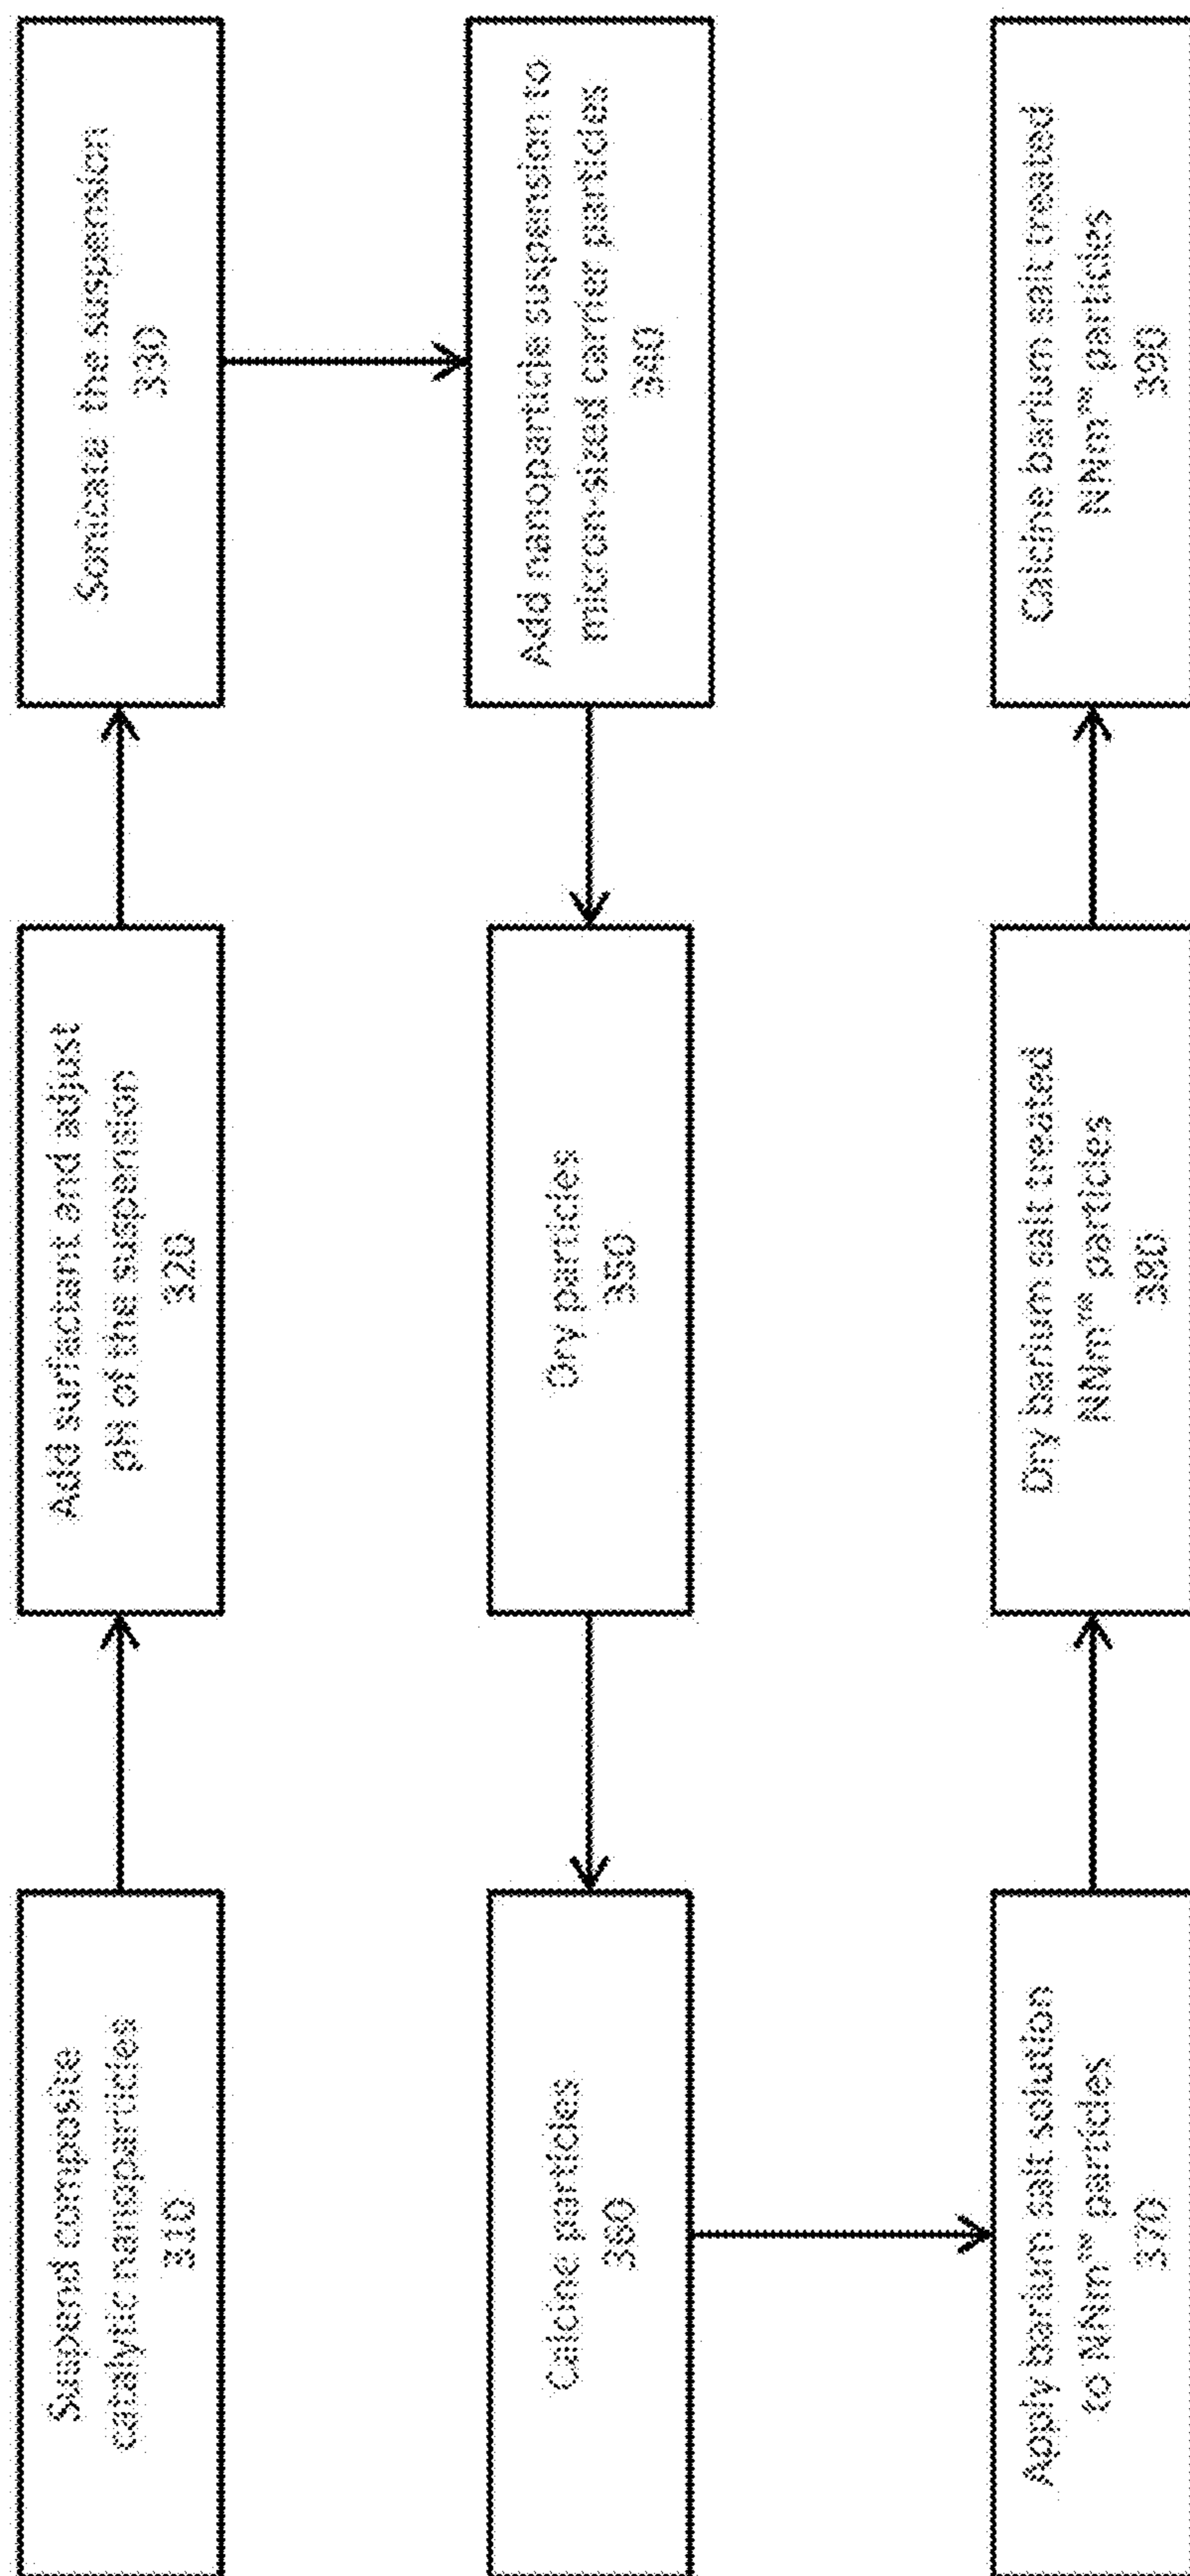 Suspend composite
catalytic nanoparticles
310
Add surfactant and adjust
pH of the suspension
320
Sonicate the suspension
330
Add nanoparticle suspension to
micron-sized carrier particles
340
Dry particles
350
Calcine particles
360
Apply barium salt solution
to NNm™ particles
370
Dry barium salt treated
NNm™ particles
380
Calcine barium salt treated
NNm™ particles
390